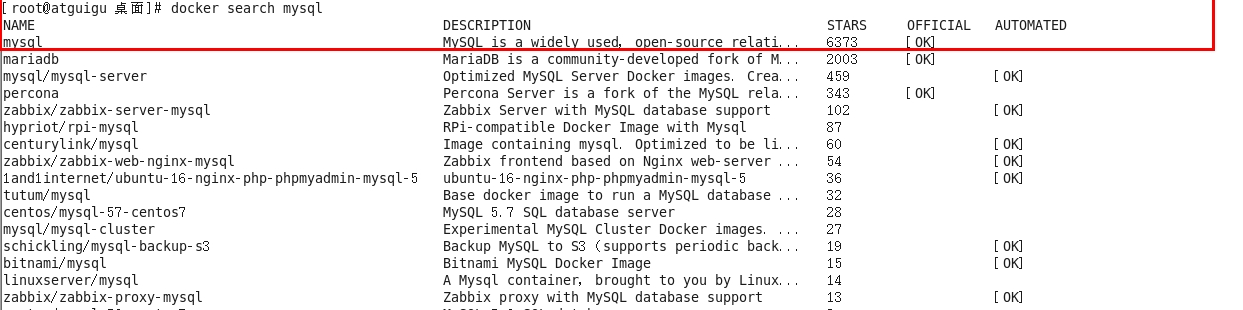 [root@atguigu 桌面]# docker search mysql
NAME DESCRIPTION STARS OFFICIAL AUTOMATED
mysql MySQL is a widely used, open-source relati... 6373 [OK]
mariadb MariaDB is a community-developed fork of M... 2003 [OK]
mysql/mysql-server Optimized MySQL Server Docker images. Crea... 459 [OK]
percona Percona Server is a fork of the MySQL rela... 343 [OK]
zabbix/zabbix-server-mysql Zabbix Server with MySQL database support 102 [OK]
hypriot/rpi-mysql RPi-compatible Docker Image with Mysql 87
centurylink/mysql Image containing mysql. Optimized to be li... 60 [OK]
zabbix/zabbix-web-nginx-mysql Zabbix frontend based on Nginx web-server ... 54 [OK]
1and1internet/ubuntu-16-nginx-php-phpmyadmin-mysql-5 ubuntu-16-nginx-php-phpmyadmin-mysql-5 36 [OK]
tutum/mysql Base docker image to run a MySQL database ... 32
centos/mysql-57-centos7 MySQL 5.7 SQL database server 28
mysql/mysql-cluster Experimental MySQL Cluster Docker images. ... 27
schickling/mysql-backup-s3 Backup MySQL to S3 (supports periodic back... 19 [OK]
bitnami/mysql Bitnami MySQL Docker Image 15 [OK]
linuxserver/mysql A Mysql container, brought to you by Linux... 14
zabbix/zabbix-proxy-mysql Zabbix proxy with MySQL database support 13 [OK]